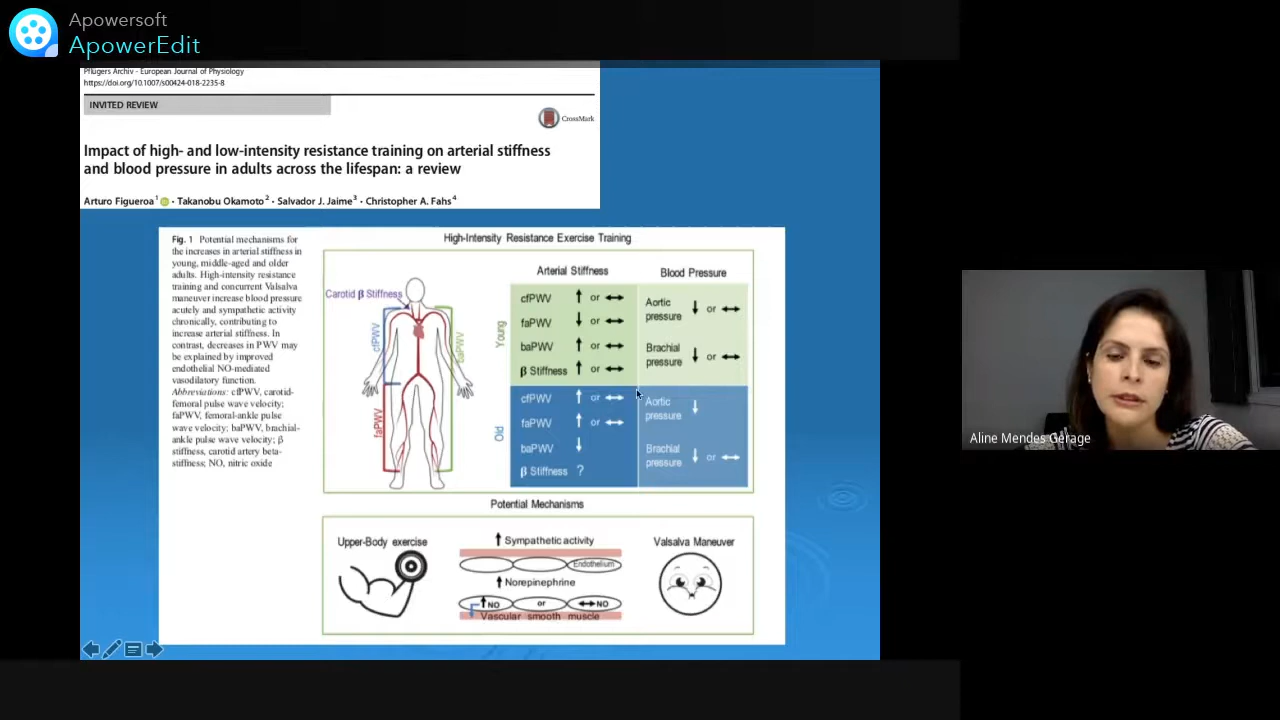 Apowersoft
ApowerEdit
Pflugers Archiv - European Journal of Physiology
https://doi.org/10.1007/s00424-018-2235-8
INVITED REVIEW
CrossMark
Impact of high- and low-intensity resistance training on arterial stiffness
and blood pressure in adults across the lifespan: a review
Arturo Figueroa1 iD · Takanobu Okamoto2 · Salvador J. Jaime3 · Christopher A. Fahs4
Fig. 1 Potential mechanisms for
the increases in arterial stiffness in
young, middle-aged and older
adults. High-intensity resistance
training and concurrent Valsalva
maneuver increase blood pressure
acutely and sympathetic activity
chronically, contributing to
increase arterial stiffness. In
contrast, decreases in PWV may
be explained by improved
endothelial NO-mediated
vasodilatory function.
Abbreviations: cfPWV, carotid-
femoral pulse wave velocity;
faPWV, femoral-ankle pulse
wave velocity; baPWV, brachial-
ankle pulse wave velocity; β
stiffness, carotid artery beta-
stiffness; NO, nitric oxide
High-Intensity Resistance Exercise Training
Carotid β Stiffness
cfPWV
baPWV
faPWV
Arterial Stiffness
Blood Pressure
Young
cfPWV ↑ or ↔
faPWV ↓ or ↔
baPWV ↑ or ↔
β Stiffness ↑ or ↔
Aortic
pressure ↓ or ↔
Brachial
pressure ↓ or ↔
Old
cfPWV ↑ or ↔
faPWV ↑ or ↔
baPWV ↓
β Stiffness ?
Aortic
pressure ↓
Brachial
pressure ↓ or ↔
Potential Mechanisms
Upper-Body exercise
↑ Sympathetic activity
Endothelium
↑ Norepinephrine
↑NO or ↔NO
Vascular smooth muscle
Valsalva Maneuver
Aline Mendes Gerage